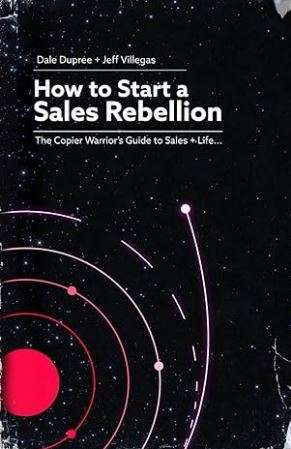 Dale Dupree + Jeff Villegas
How to Start a
Sales Rebellion
The Copier Warrior's Guide to Sales + Life...